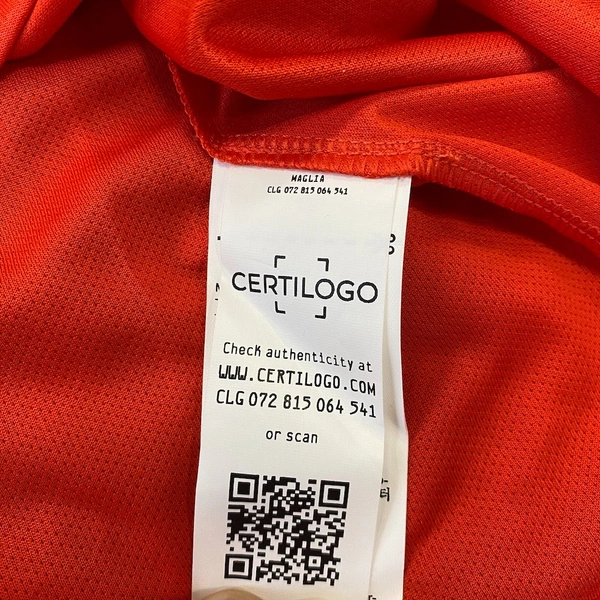 MAGLIA
CLG 072 815 064 541
CERTILOGO
Check authenticity at
WWW.CERTILOGO.COM
CLG 072 815 064 541
or scan